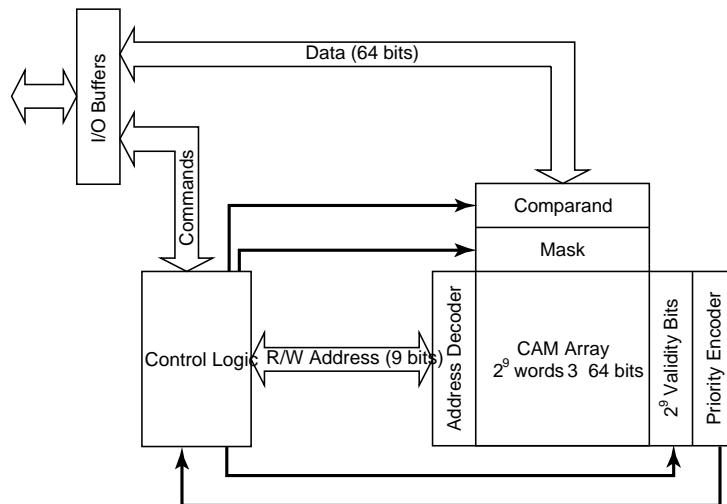 Data (64 bits)
I/O Buffers
Commands
Comparand
Mask
Control Logic
R/W Address (9 bits)
Address Decoder
CAM Array
2⁹ words 3 64 bits
2⁹ Validity Bits
Priority Encoder